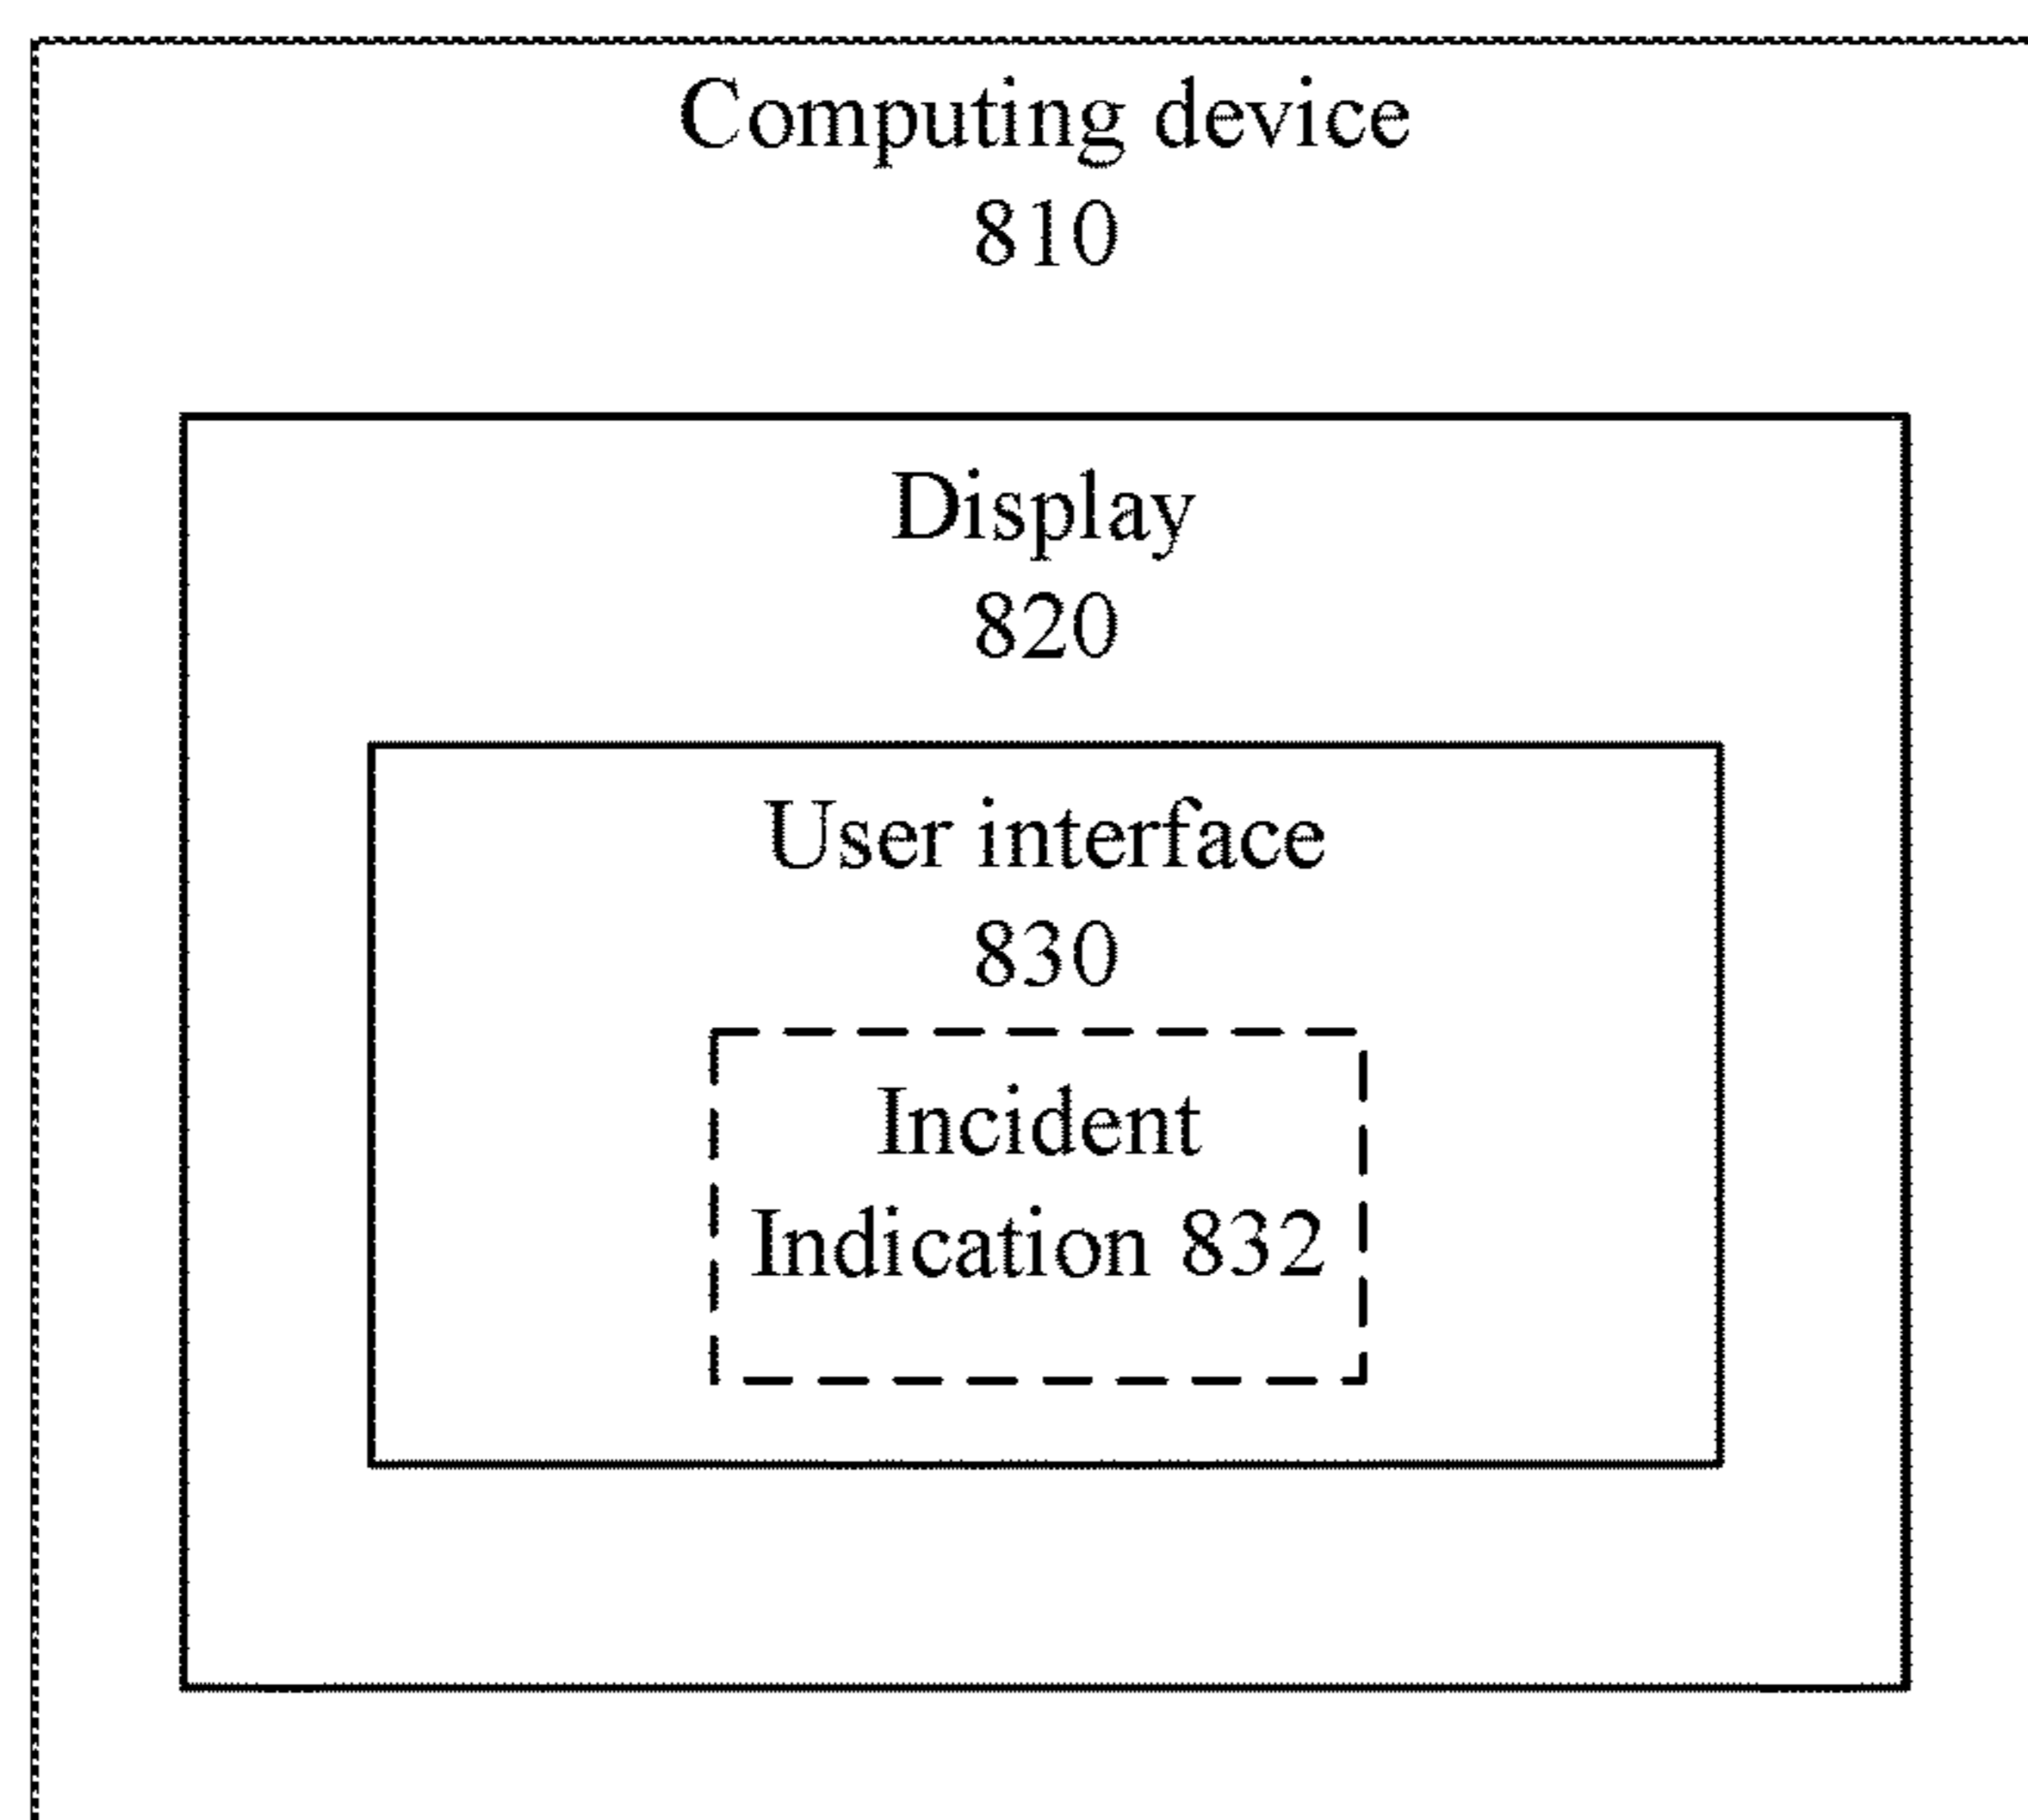 Computing device
810
Display
820
User interface
830
Incident
Indication 832